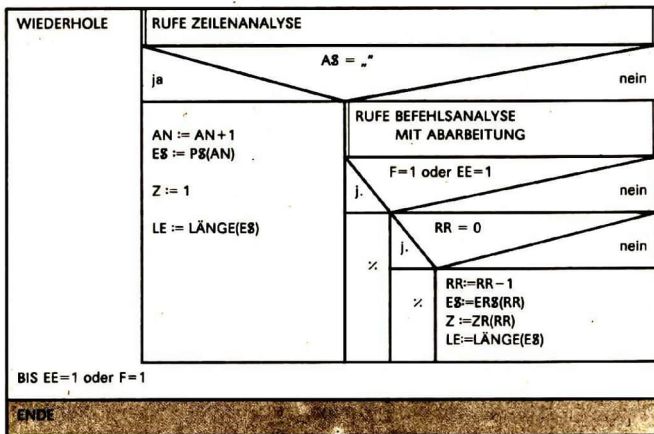 WIEDERHOLE
RUFE ZEILENANALYSE
A$ = „“
ja
nein
AN := AN+1
E$ := P$(AN)
Z := 1
LE := LÄNGE(E$)
RUFE BEFEHLSANALYSE
MIT ABARBEITUNG
F=1 oder EE=1
j.
nein
RR = 0
j.
nein
٪
٪
RR:=RR−1
E$:=ER$(RR)
Z :=ZR(RR)
LE:=LÄNGE(E$)
BIS EE=1 oder F=1
ENDE